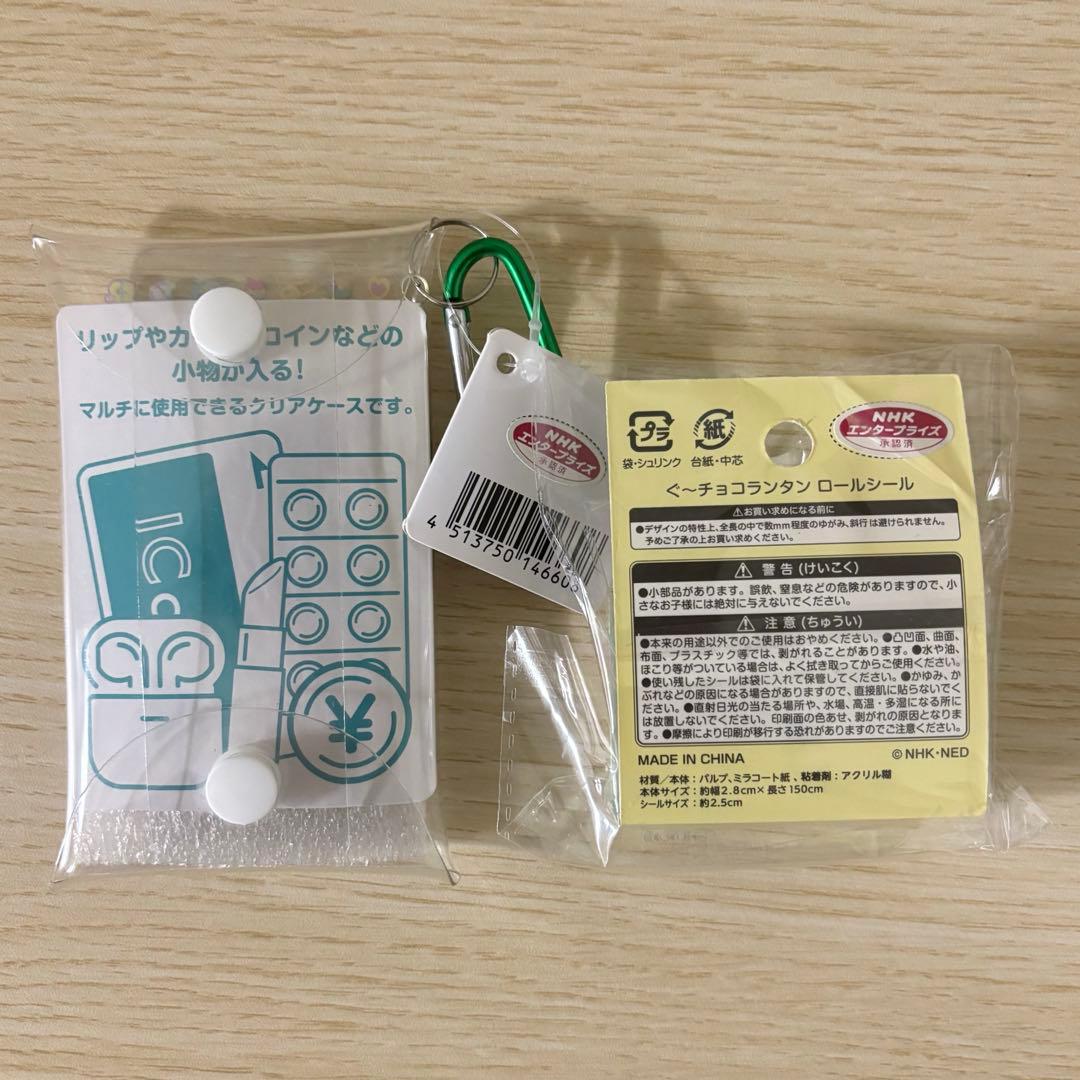 リップやカ コインなどの
小物が入る!
マルチに使用できるクリアケースです。
IC
NHK
エンタープライズ
承認済
4 513750 14660
プラ
袋・シュリンク
紙
台紙・中芯
NHK
エンタープライズ
承認済
ぐ〜チョコランタン ロールシール
⚠お買い求めになる前に
●デザインの特性上、全長の中で数mm程度のゆがみ、斜行は避けられません。
予めご了承の上お買い求めください。
⚠ 警告(けいこく)
●小部品があります。誤飲、窒息などの危険がありますので、小
さなお子様には絶対に与えないでください。
⚠ 注意(ちゅうい)
●本来の用途以外でのご使用はおやめください。●凸凹面、曲面、
布面、プラスチック等では、剥がれることがあります。●水や油、
ほこり等がついている場合は、よく拭き取ってからご使用ください。
●使い残したシールは袋に入れて保管してください。●かゆみ、か
ぶれなどの原因になる場合がありますので、直接肌に貼らないでく
ださい。●直射日光の当たる場所や、水場、高温・多湿になる所に
は放置しないでください。印刷面の色あせ、剥がれの原因となりま
す。●摩擦により印刷が移行する恐れがありますのでご注意ください。
MADE IN CHINA
©NHK・NED
材質/本体:パルプ、ミラコート紙、粘着剤:アクリル糊
本体サイズ:約幅2.8cm×長さ150cm
シールサイズ:約2.5cm